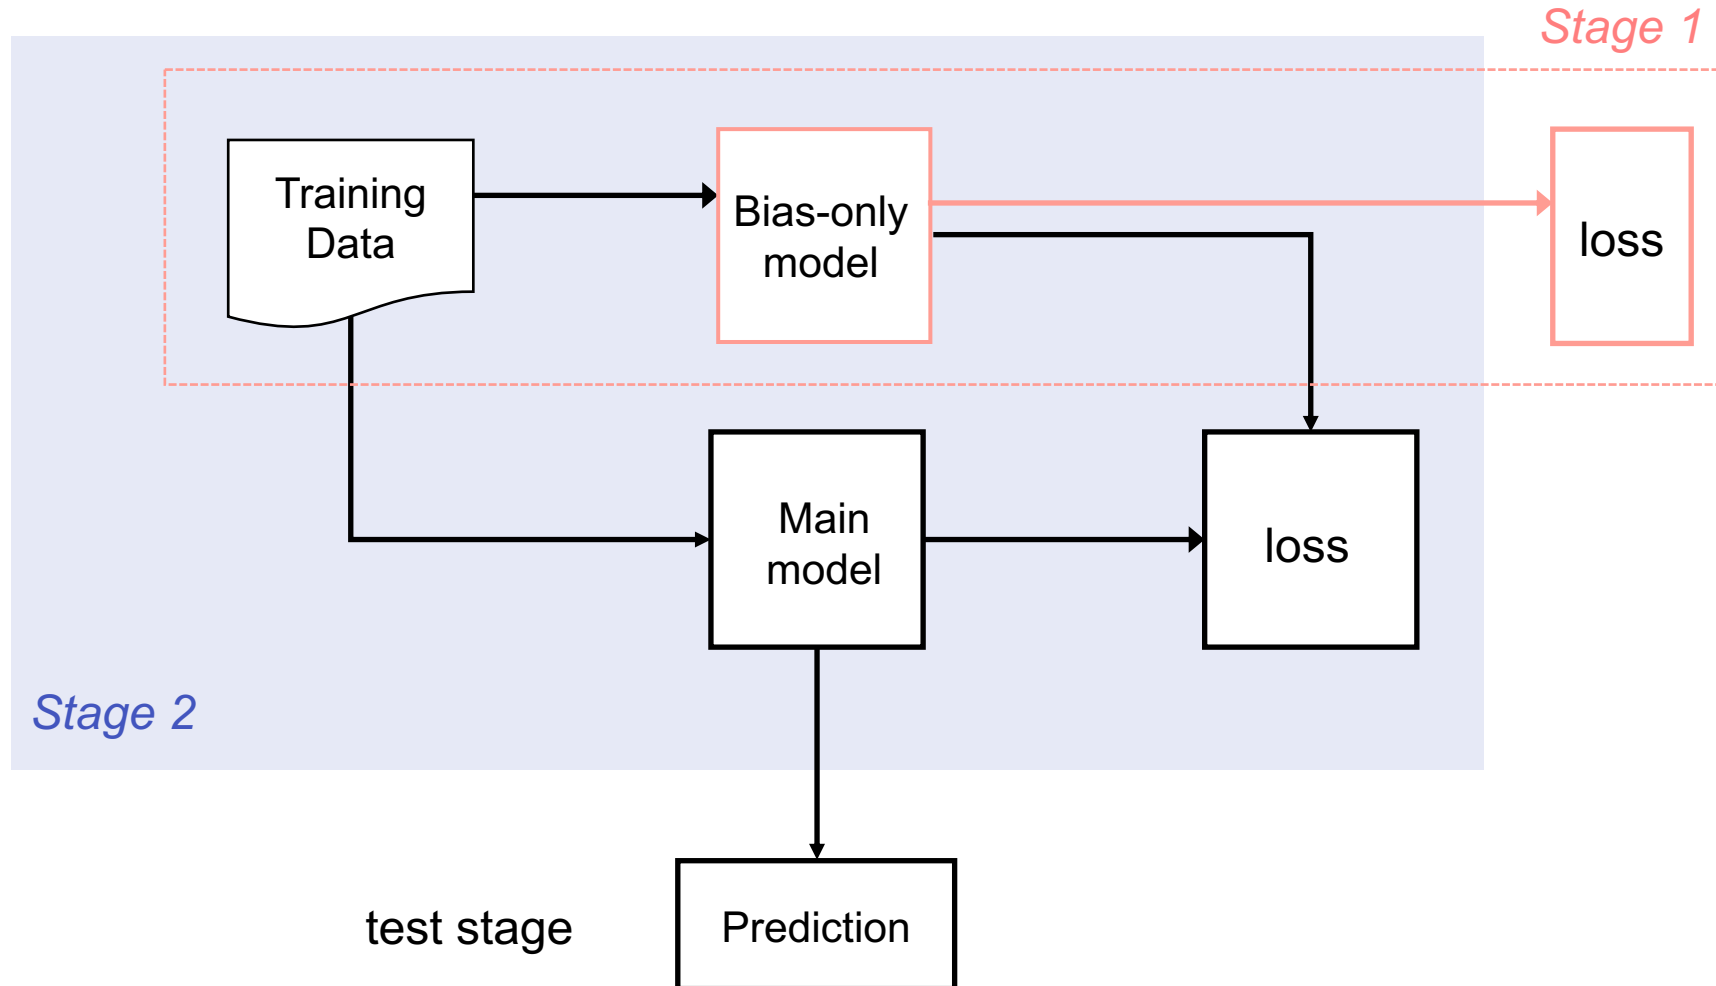 Stage 1
Training
Data
Bias-only
model
loss
Main
model
loss
Stage 2
test stage
Prediction